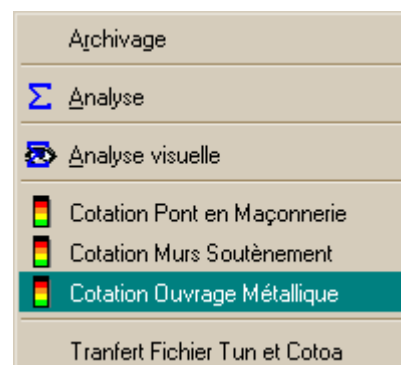 Archivage
Analyse
Analyse visuelle
Cotation Pont en Maçonnerie
Cotation Murs Soutènement
Cotation Ouvrage Métallique
Tranfert Fichier Tun et Cotoa